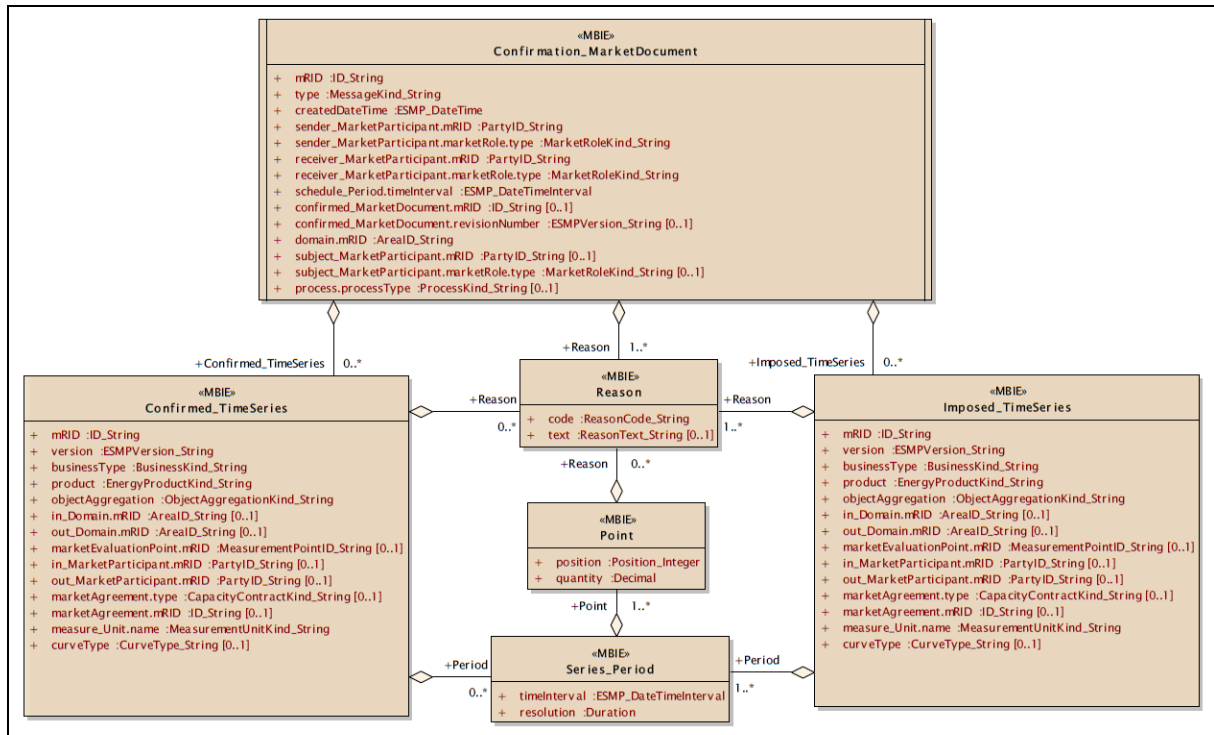 «MBIE»
Confirmation_MarketDocument
+ mRID :ID_String
+ type :MessageKind_String
+ createdDateTime :ESMP_DateTime
+ sender_MarketParticipant.mRID :PartyID_String
+ sender_MarketParticipant.marketRole.type :MarketRoleKind_String
+ receiver_MarketParticipant.mRID :PartyID_String
+ receiver_MarketParticipant.marketRole.type :MarketRoleKind_String
+ schedule_Period.timeInterval :ESMP_DateTimeInterval
+ confirmed_MarketDocument.mRID :ID_String [0..1]
+ confirmed_MarketDocument.revisionNumber :ESMPVersion_String [0..1]
+ domain.mRID :AreaID_String
+ subject_MarketParticipant.mRID :PartyID_String [0..1]
+ subject_MarketParticipant.marketRole.type :MarketRoleKind_String [0..1]
+ process.processType :ProcessKind_String [0..1]
+Confirmed_TimeSeries 0..*
+Reason 1..*
+Imposed_TimeSeries 0..*
«MBIE»
Confirmed_TimeSeries
+ mRID :ID_String
+ version :ESMPVersion_String
+ businessType :BusinessKind_String
+ product :EnergyProductKind_String
+ objectAggregation :ObjectAggregationKind_String
+ in_Domain.mRID :AreaID_String [0..1]
+ out_Domain.mRID :AreaID_String [0..1]
+ marketEvaluationPoint.mRID :MeasurementPointID_String [0..1]
+ in_MarketParticipant.mRID :PartyID_String [0..1]
+ out_MarketParticipant.mRID :PartyID_String [0..1]
+ marketAgreement.type :CapacityContractKind_String [0..1]
+ marketAgreement.mRID :ID_String [0..1]
+ measure_Unit.name :MeasurementUnitKind_String
+ curveType :CurveType_String [0..1]
+Reason
0..*
«MBIE»
Reason
+ code :ReasonCode_String
+ text :ReasonText_String [0..1]
+Reason
1..*
+Reason 0..*
«MBIE»
Point
+ position :Position_Integer
+ quantity :Decimal
+Point 1..*
+Period
0..*
«MBIE»
Series_Period
+ timeInterval :ESMP_DateTimeInterval
+ resolution :Duration
+Period
1..*
«MBIE»
Imposed_TimeSeries
+ mRID :ID_String
+ version :ESMPVersion_String
+ businessType :BusinessKind_String
+ product :EnergyProductKind_String
+ objectAggregation :ObjectAggregationKind_String
+ in_Domain.mRID :AreaID_String [0..1]
+ out_Domain.mRID :AreaID_String [0..1]
+ marketEvaluationPoint.mRID :MeasurementPointID_String [0..1]
+ in_MarketParticipant.mRID :PartyID_String [0..1]
+ out_MarketParticipant.mRID :PartyID_String [0..1]
+ marketAgreement.type :CapacityContractKind_String [0..1]
+ marketAgreement.mRID :ID_String [0..1]
+ measure_Unit.name :MeasurementUnitKind_String
+ curveType :CurveType_String [0..1]